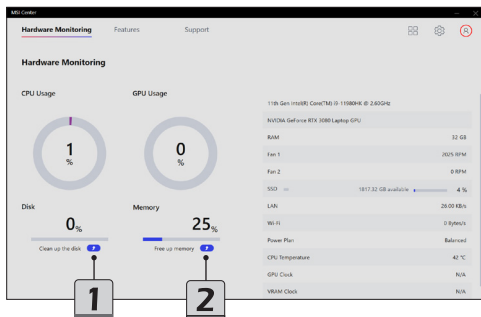 MSI Center
Hardware Monitoring
Features
Support
Hardware Monitoring
CPU Usage
GPU Usage
1
%
0
%
Disk
Memory
0%
25%
Clean up the disk
Free up memory
1
2
11th Gen Intel(R) Core(TM) i9-11980HK @ 2.60GHz
NVIDIA GeForce RTX 3080 Laptop GPU
RAM 32 GB
Fan 1 2025 RPM
Fan 2 0 RPM
SSD 1817.32 GB available 4 %
LAN 26.00 KB/s
Wi-Fi 0 Bytes/s
Power Plan Balanced
CPU Temperature 42 °C
GPU Clock N/A
VRAM Clock N/A